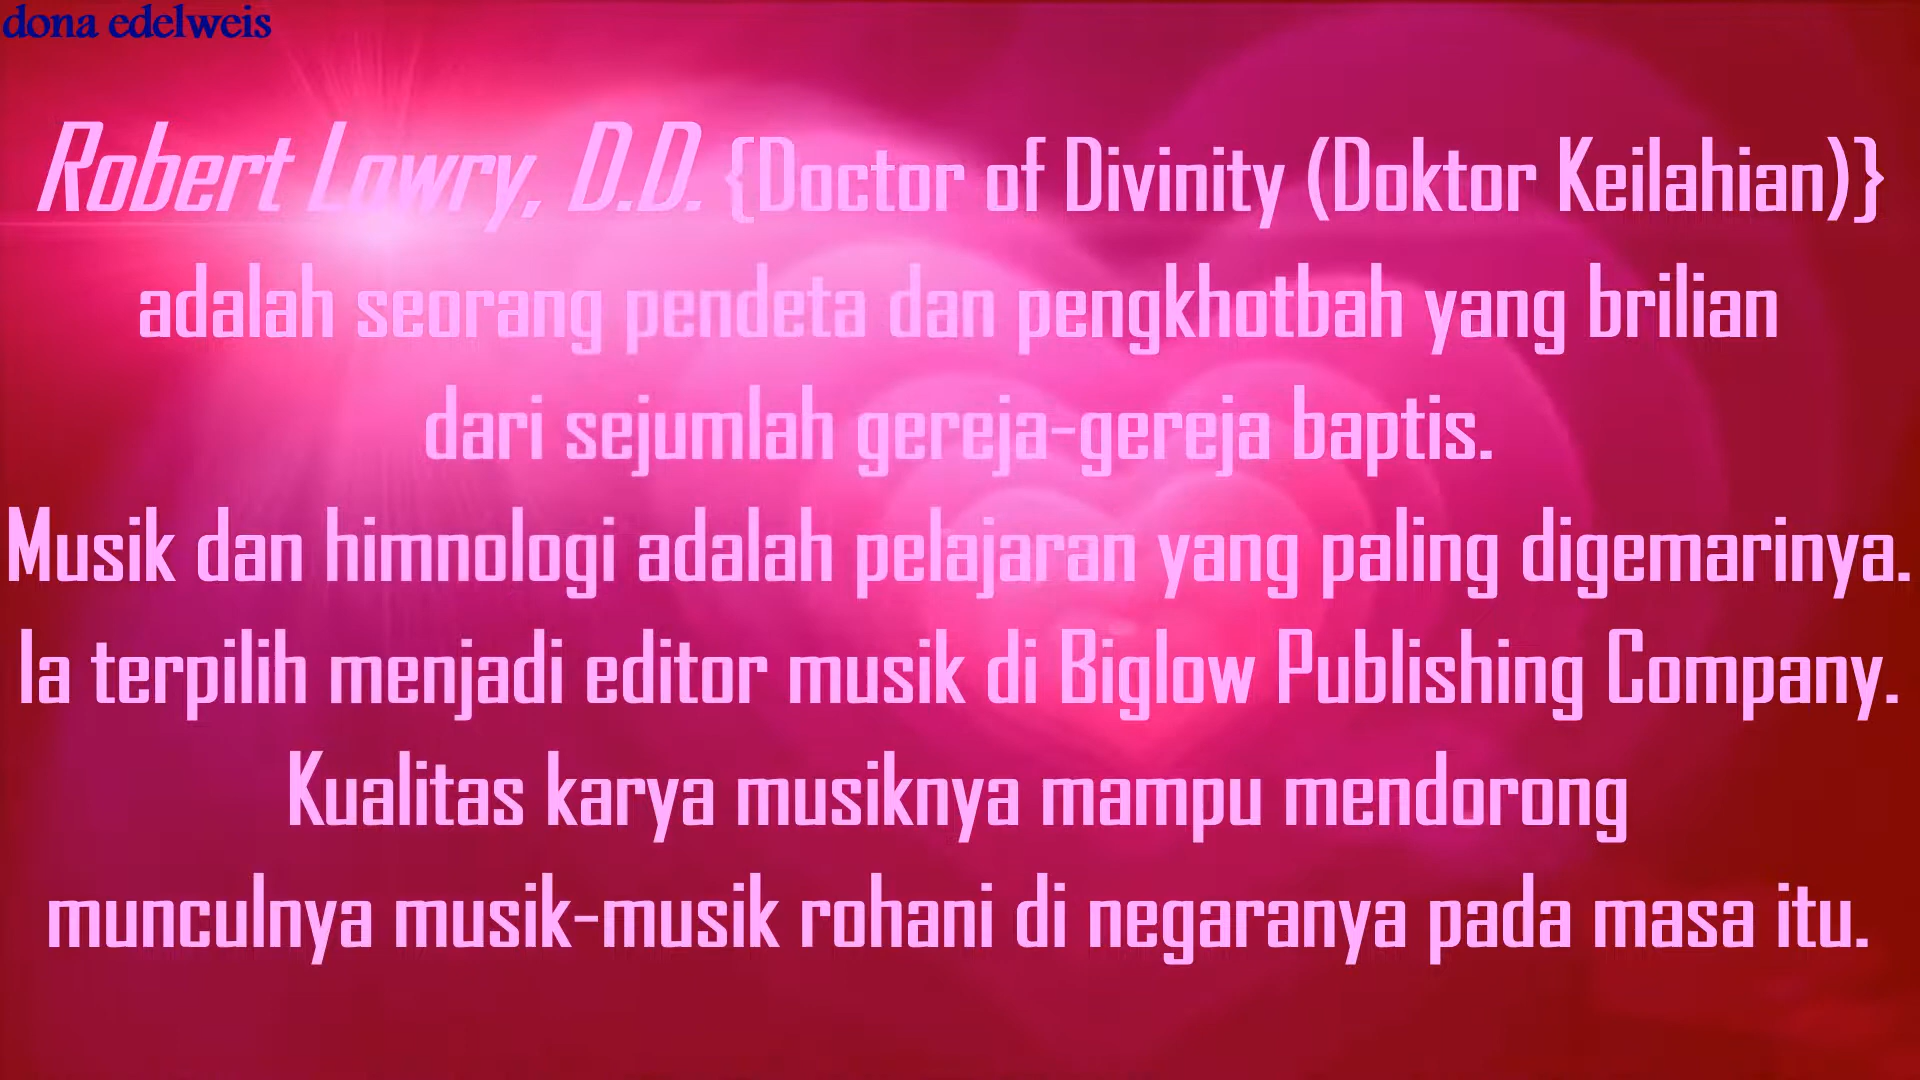 dona edelweis
Robert Lowry, D.D. {Doctor of Divinity (Doktor Keilahian)}
adalah seorang pendeta dan pengkhotbah yang brilian
dari sejumlah gereja-gereja baptis.
Musik dan himnologi adalah pelajaran yang paling digemarinya.
Ia terpilih menjadi editor musik di Biglow Publishing Company.
Kualitas karya musiknya mampu mendorong
munculnya musik-musik rohani di negaranya pada masa itu.